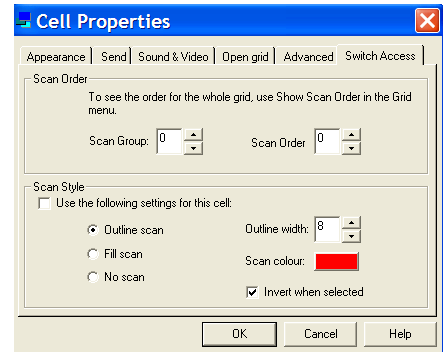 Cell Properties
Appearance Send Sound & Video Open grid Advanced Switch Access
Scan Order
To see the order for the whole grid, use Show Scan Order in the Grid
menu.
Scan Group: 0 Scan Order 0
Scan Style
Use the following settings for this cell:
Outline scan Outline width: 8
Fill scan Scan colour:
No scan
Invert when selected
OK Cancel Help